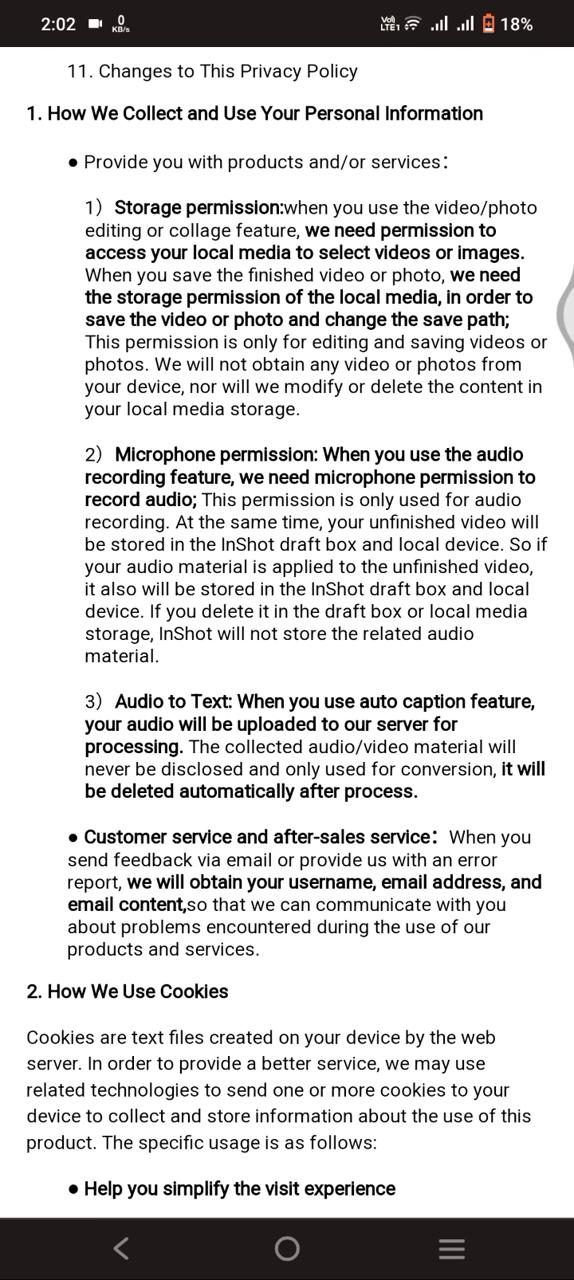 2:02 0 KB/s Vo) LTE1 18%
11. Changes to This Privacy Policy
1. How We Collect and Use Your Personal Information
● Provide you with products and/or services：
1）Storage permission:when you use the video/photo
editing or collage feature, we need permission to
access your local media to select videos or images.
When you save the finished video or photo, we need
the storage permission of the local media, in order to
save the video or photo and change the save path;
This permission is only for editing and saving videos or
photos. We will not obtain any video or photos from
your device, nor will we modify or delete the content in
your local media storage.
2）Microphone permission: When you use the audio
recording feature, we need microphone permission to
record audio; This permission is only used for audio
recording. At the same time, your unfinished video will
be stored in the InShot draft box and local device. So if
your audio material is applied to the unfinished video,
it also will be stored in the InShot draft box and local
device. If you delete it in the draft box or local media
storage, InShot will not store the related audio
material.
3）Audio to Text: When you use auto caption feature,
your audio will be uploaded to our server for
processing. The collected audio/video material will
never be disclosed and only used for conversion, it will
be deleted automatically after process.
● Customer service and after-sales service：When you
send feedback via email or provide us with an error
report, we will obtain your username, email address, and
email content,so that we can communicate with you
about problems encountered during the use of our
products and services.
2. How We Use Cookies
Cookies are text files created on your device by the web
server. In order to provide a better service, we may use
related technologies to send one or more cookies to your
device to collect and store information about the use of this
product. The specific usage is as follows:
● Help you simplify the visit experience